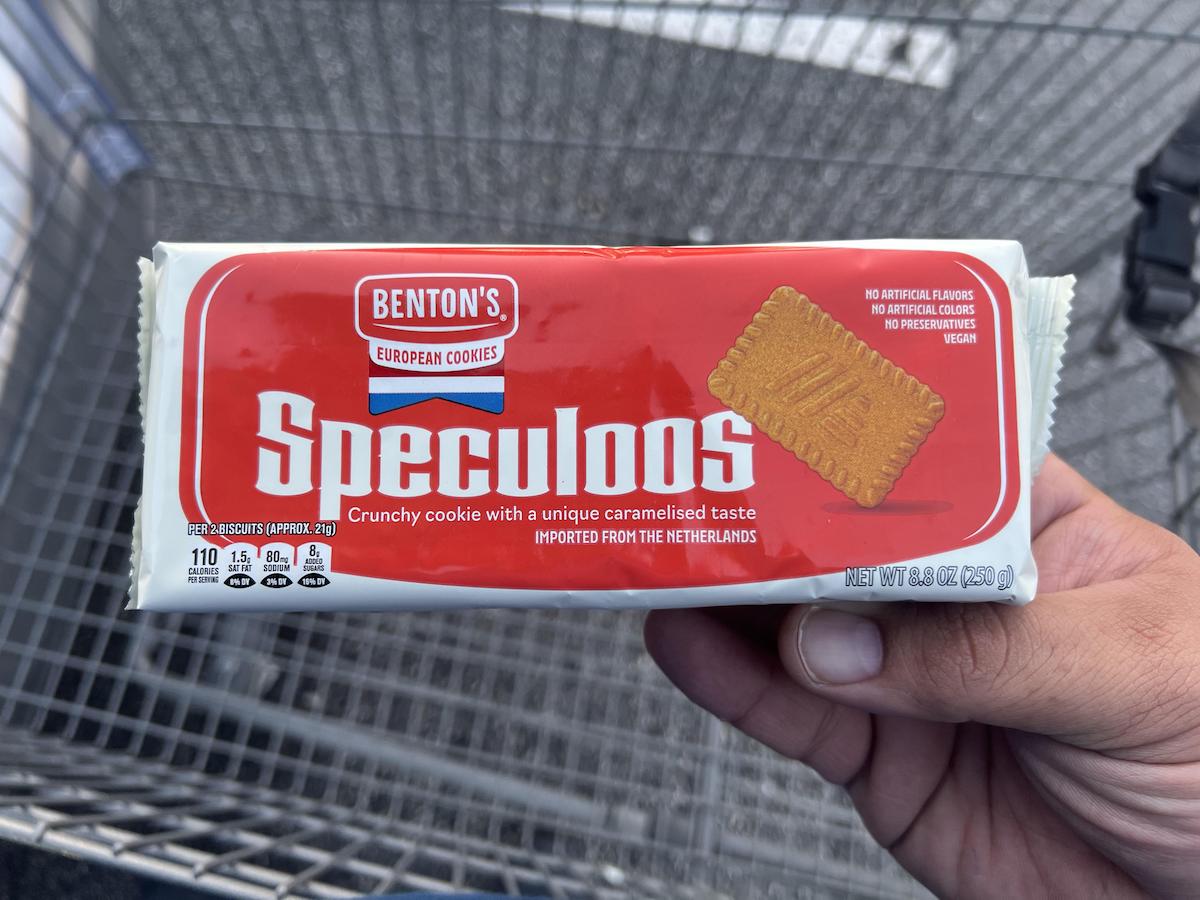 BENTON'S®
EUROPEAN COOKIES
Speculoos
Crunchy cookie with a unique caramelised taste
IMPORTED FROM THE NETHERLANDS
NO ARTIFICIAL FLAVORS
NO ARTIFICIAL COLORS
NO PRESERVATIVES
VEGAN
PER 2 BISCUITS (APPROX. 21g)
110
CALORIES
PER SERVING
1.5g
SAT FAT
8% DV
80mg
SODIUM
3% DV
8g
ADDED
SUGARS
16% DV
NET WT 8.8 OZ (250 g)